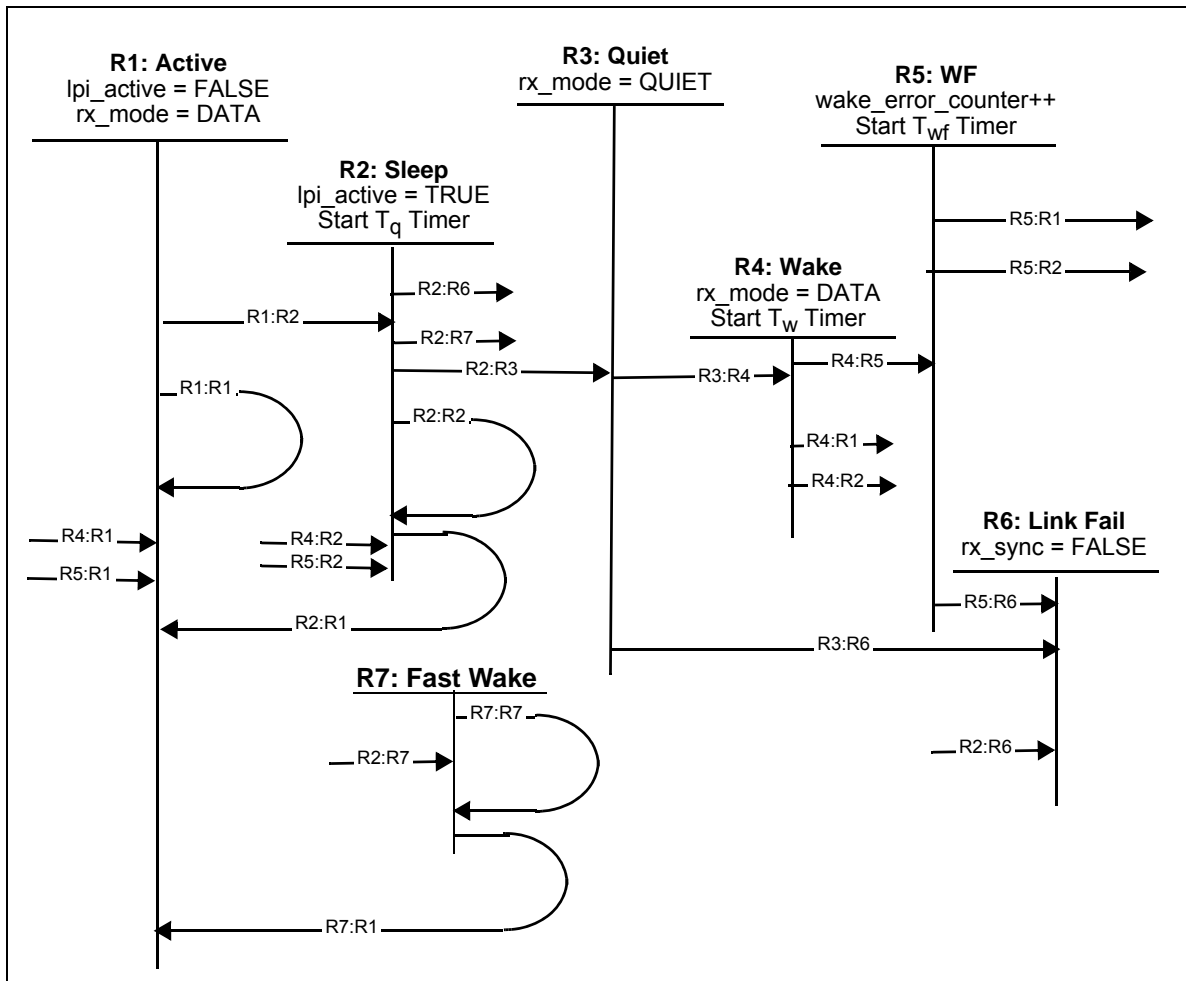 R1: Active
lpi_active = FALSE
rx_mode = DATA
R3: Quiet
rx_mode = QUIET
R5: WF
wake_error_counter++
Start Twf Timer
R2: Sleep
lpi_active = TRUE
Start Tq Timer
R4: Wake
rx_mode = DATA
Start Tw Timer
R5:R1
R5:R2
R2:R6
R1:R2
R2:R7
R2:R3
R3:R4
R4:R5
R1:R1
R2:R2
R4:R1
R4:R2
R6: Link Fail
rx_sync = FALSE
R4:R1
R4:R2
R5:R1
R5:R2
R5:R6
R2:R1
R3:R6
R7: Fast Wake
R7:R7
R2:R7
R2:R6
R7:R1